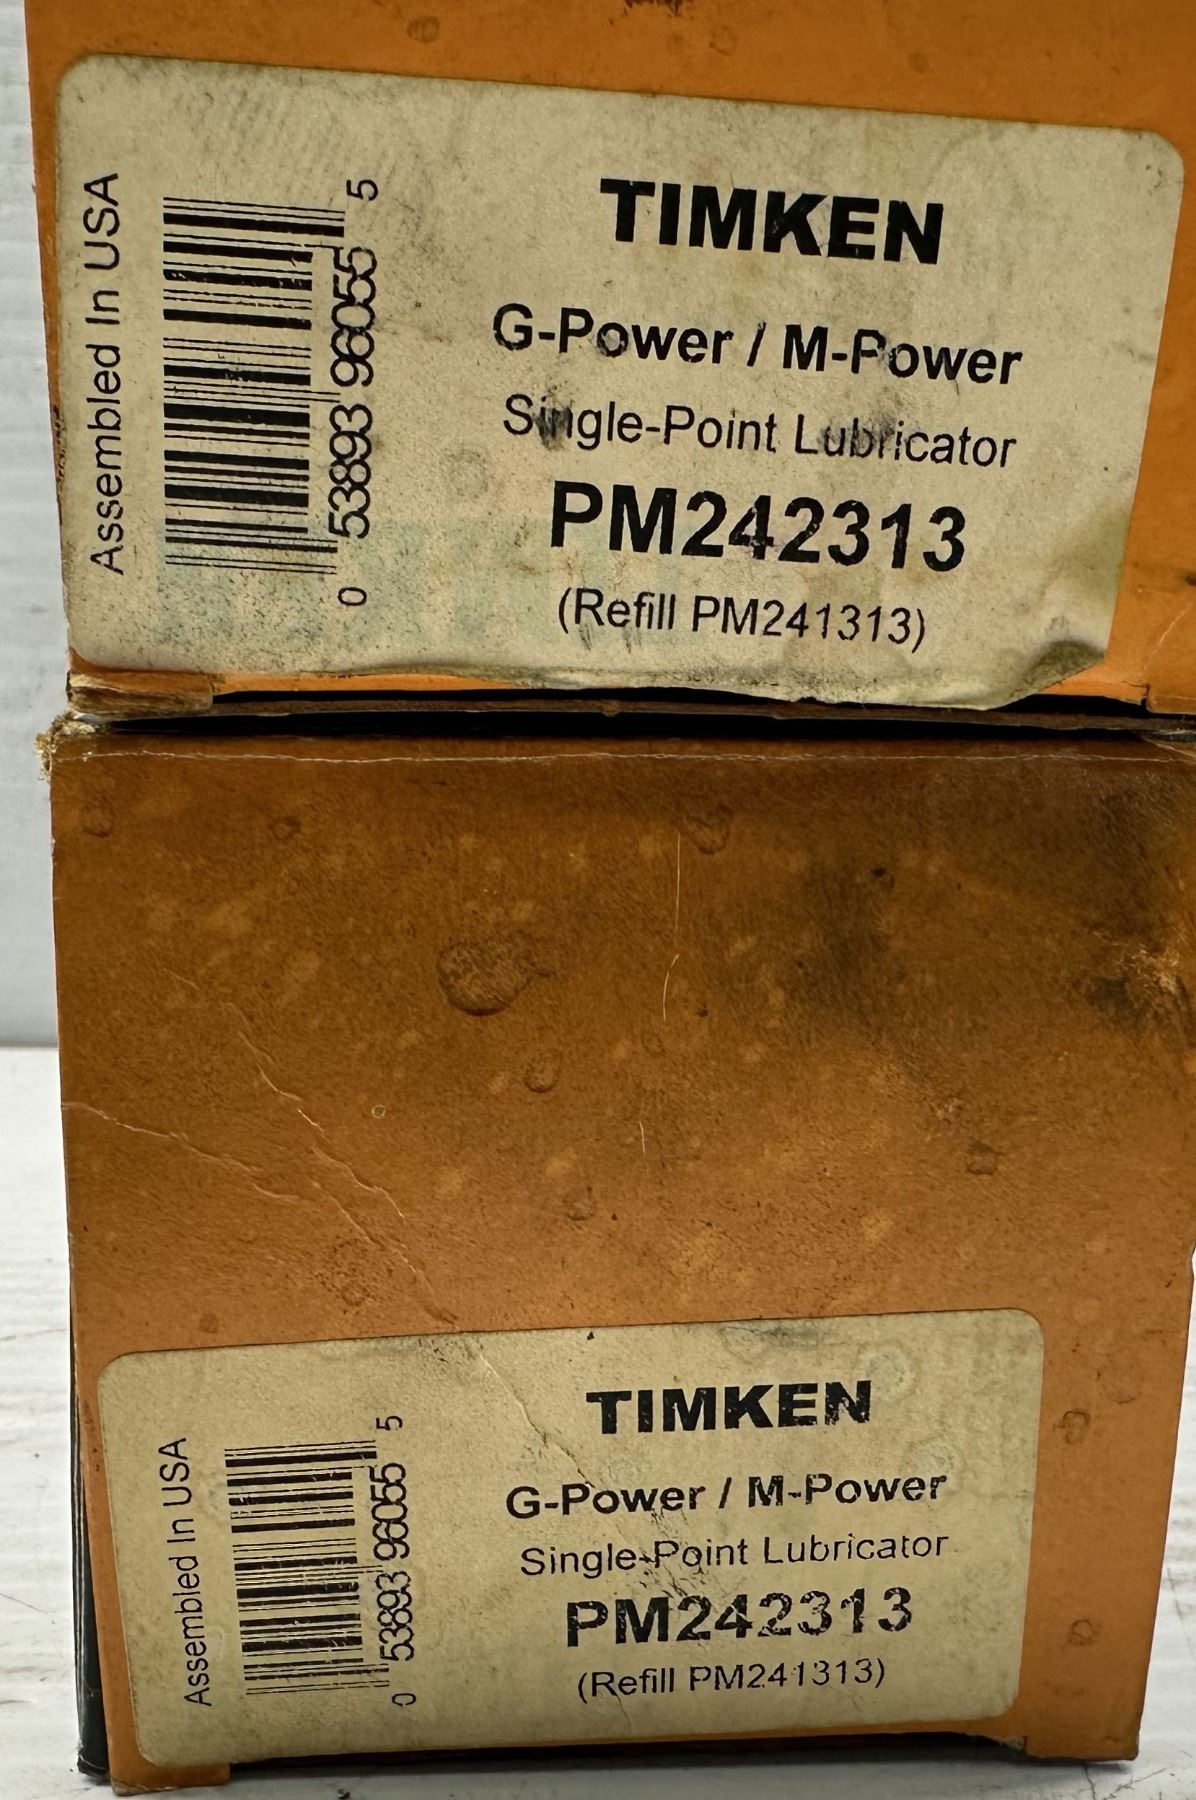 TIMKEN
G-Power / M-Power
Single-Point Lubricator
PM242313
(Refill PM241313)
Assembled In USA
0 53893 96055 5
TIMKEN
G-Power / M-Power
Single-Point Lubricator
PM242313
(Refill PM241313)
Assembled In USA
0 53893 96055 5